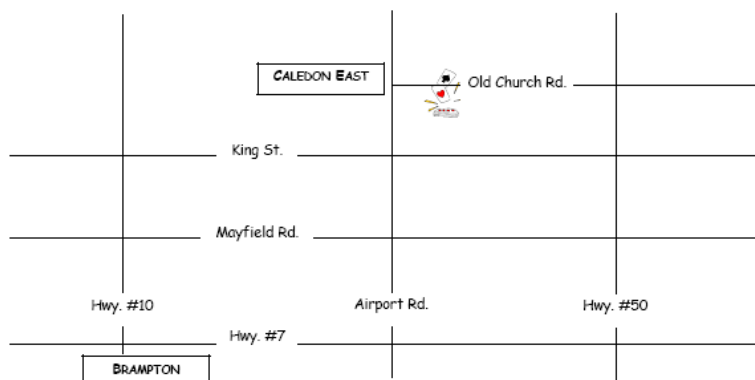 CALEDON EAST
Old Church Rd.
King St.
Mayfield Rd.
Hwy. #10
Airport Rd.
Hwy. #50
Hwy. #7
BRAMPTON